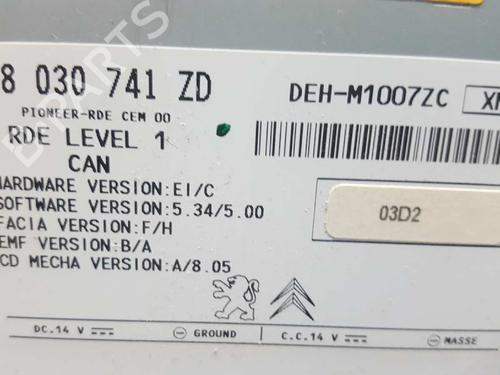 8 030 741 ZD
DEH-M1007ZC
PIONEER-RDE CEM 00
RDE LEVEL 1
CAN
HARDWARE VERSION:EI/C
SOFTWARE VERSION:5.34/5.00
FACIA VERSION:F/H
EMF VERSION:B/A
CD MECHA VERSION:A/8.05
03D2
DC.14 V
GROUND
C.C.14 V
MASSE
B PARTS